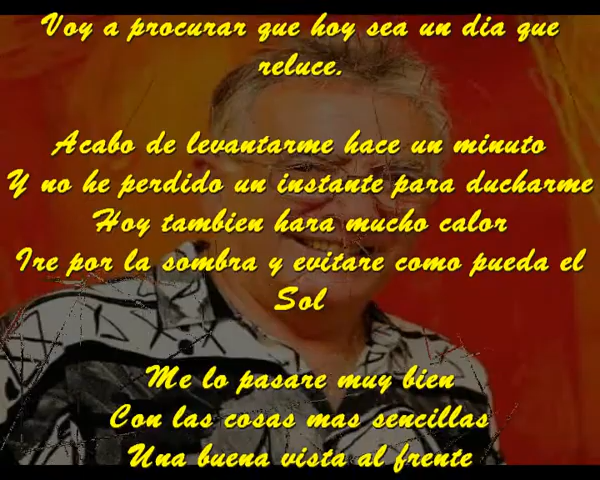 Voy a procurar que hoy sea un dia que
reluce.
Acabo de levantarme hace un minuto
Y no he perdido un instante para ducharme
Hoy tambien hara mucho calor
Ire por la sombra y evitare como pueda el
Sol
Me lo pasare muy bien
Con las cosas mas sencillas
Una buena vista al frente